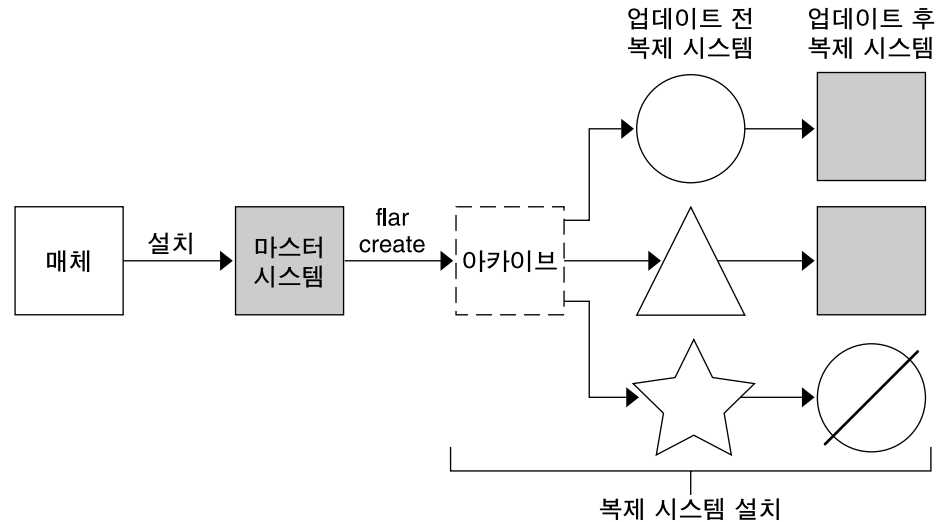 업데이트 전
복제 시스템
업데이트 후
복제 시스템
매체
설치
마스터
시스템
flar
create
아카이브
복제 시스템 설치